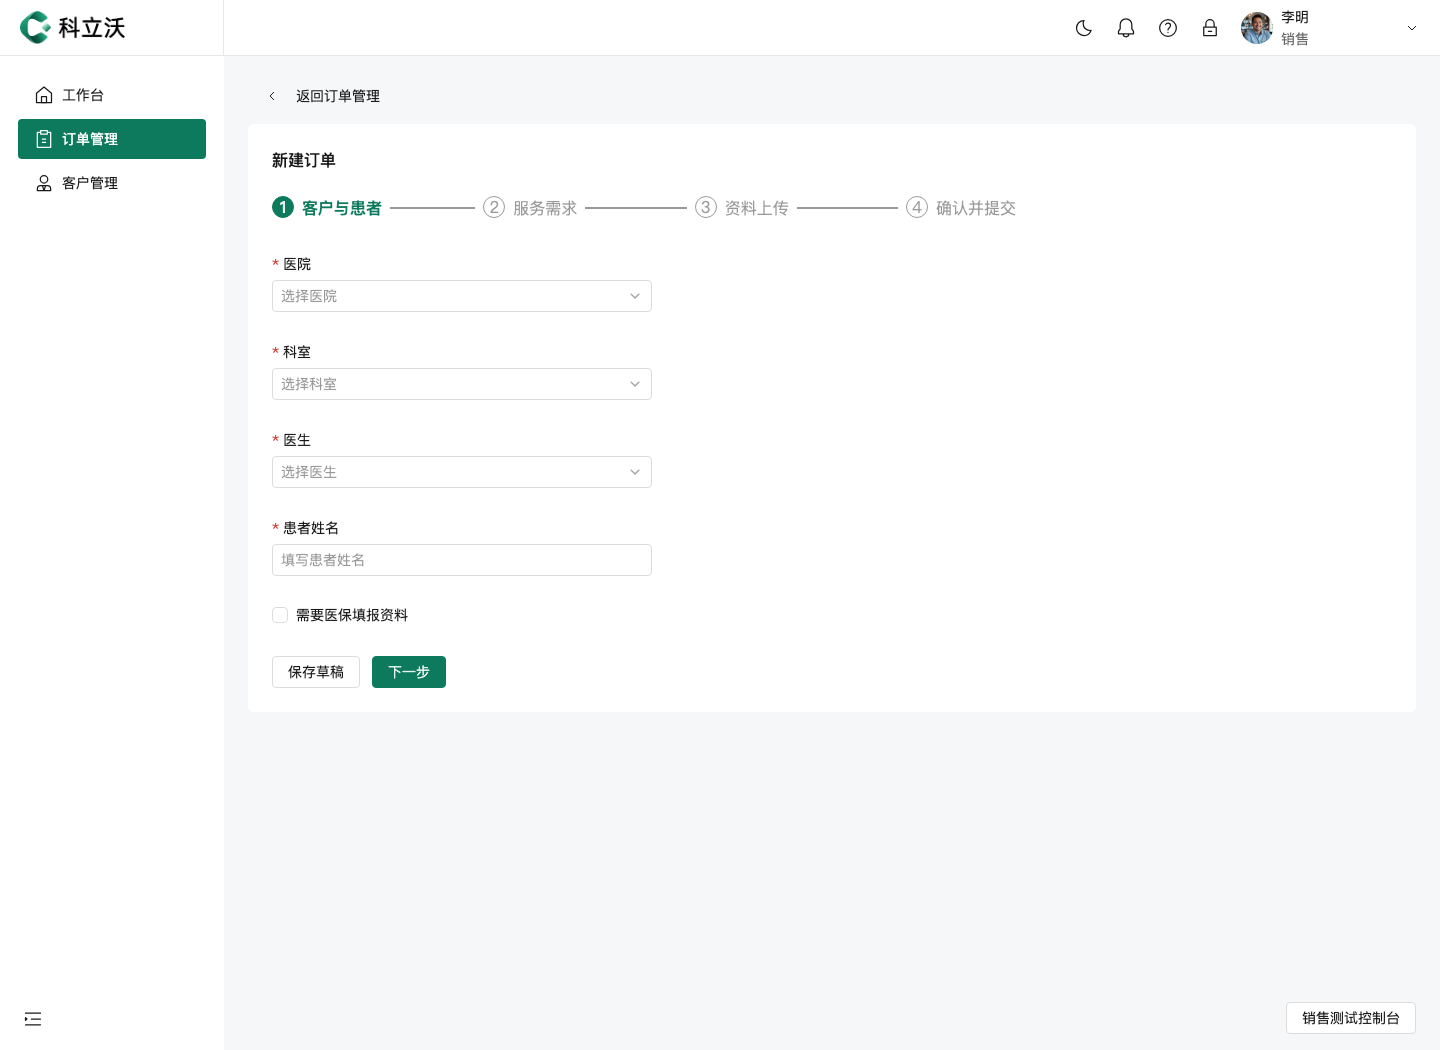 科立沃
李明
销售
工作台
订单管理
客户管理
返回订单管理
新建订单
1 客户与患者
2 服务需求
3 资料上传
4 确认并提交
* 医院
选择医院
* 科室
选择科室
* 医生
选择医生
* 患者姓名
填写患者姓名
需要医保填报资料
保存草稿
下一步
销售测试控制台